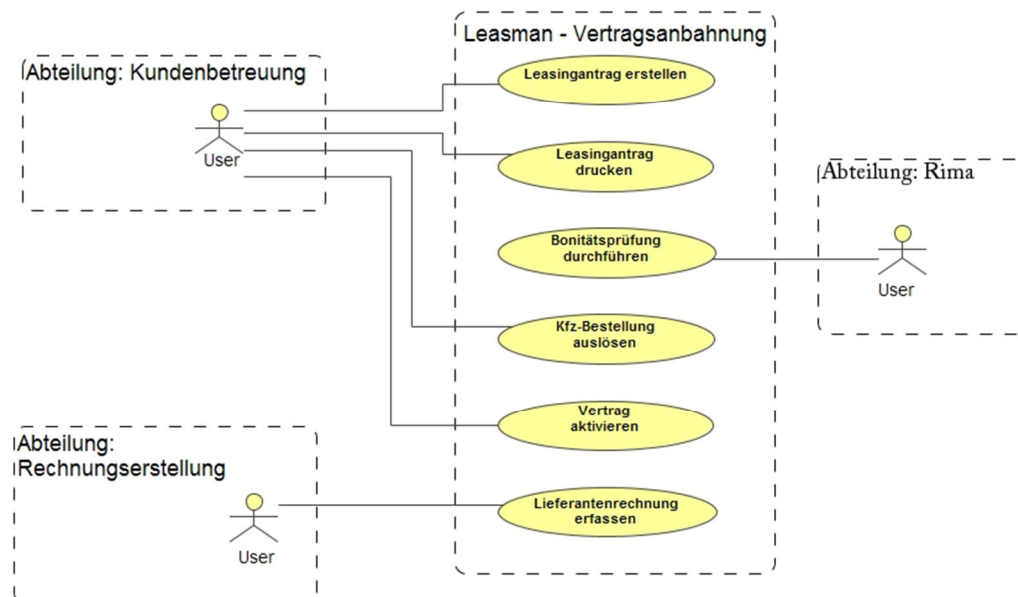 Leasman - Vertragsanbahnung
Abteilung: Kundenbetreuung
User
Leasingantrag erstellen
Leasingantrag
drucken
Bonitätsprüfung
durchführen
Kfz-Bestellung
auslösen
Vertrag
aktivieren
Lieferantenrechnung
erfassen
Abteilung: Rima
User
Abteilung:
Rechnungserstellung
User